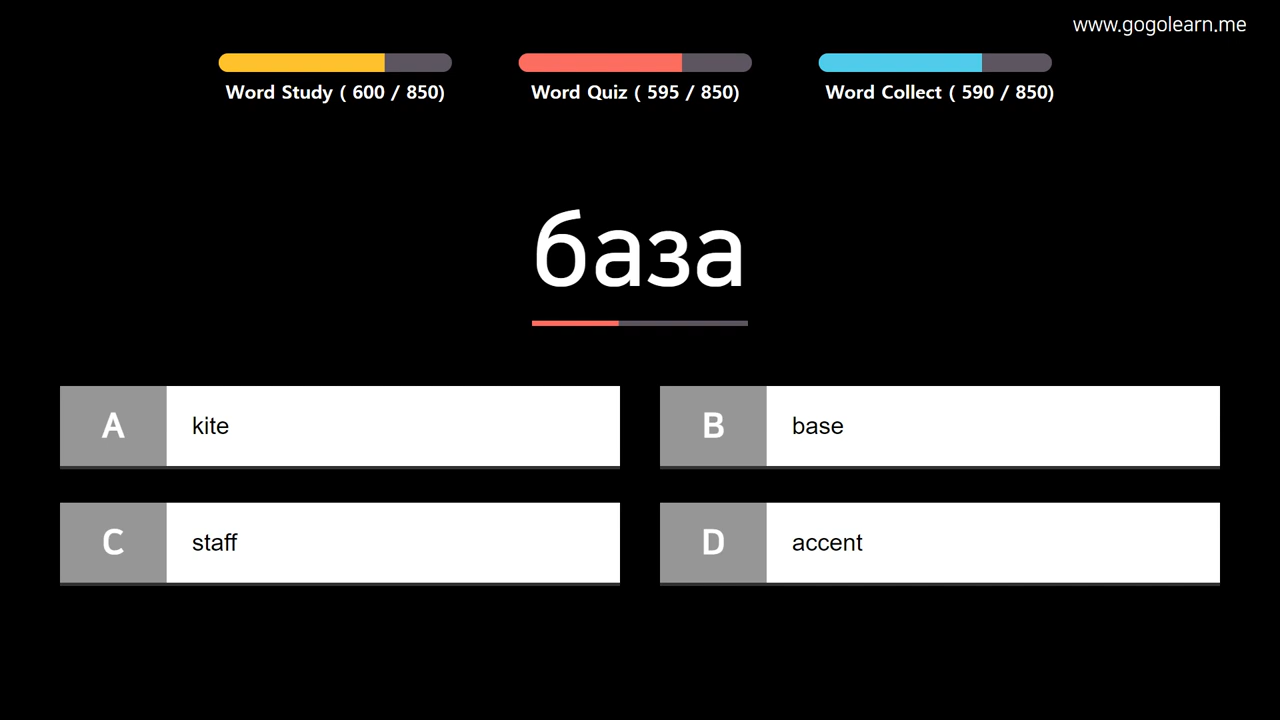 www.gogolearn.me
Word Study ( 600 / 850)
Word Quiz ( 595 / 850)
Word Collect ( 590 / 850)
база
A kite
B base
C staff
D accent